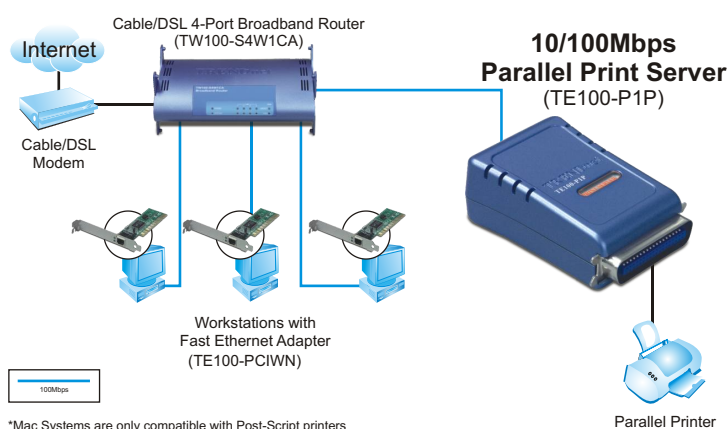 Cable/DSL 4-Port Broadband Router
(TW100-S4W1CA)
Internet
10/100Mbps
Parallel Print Server
(TE100-P1P)
Cable/DSL
Modem
TE100-P1P
Workstations with
Fast Ethernet Adapter
(TE100-PCIWN)
100Mbps
Parallel Printer
*Mac Systems are only compatible with Post-Script printers